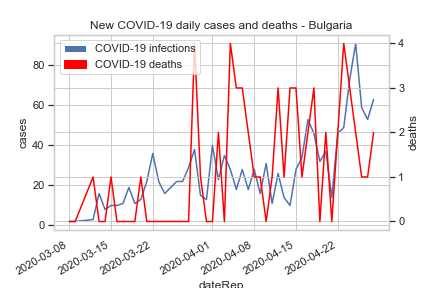 New COVID-19 daily cases and deaths - Bulgaria
COVID-19 infections
COVID-19 deaths
cases
80
60
40
20
0
deaths
4
3
2
1
0
2020-03-08
2020-03-15
2020-03-22
2020-04-01
2020-04-08
2020-04-15
2020-04-22
dateRep